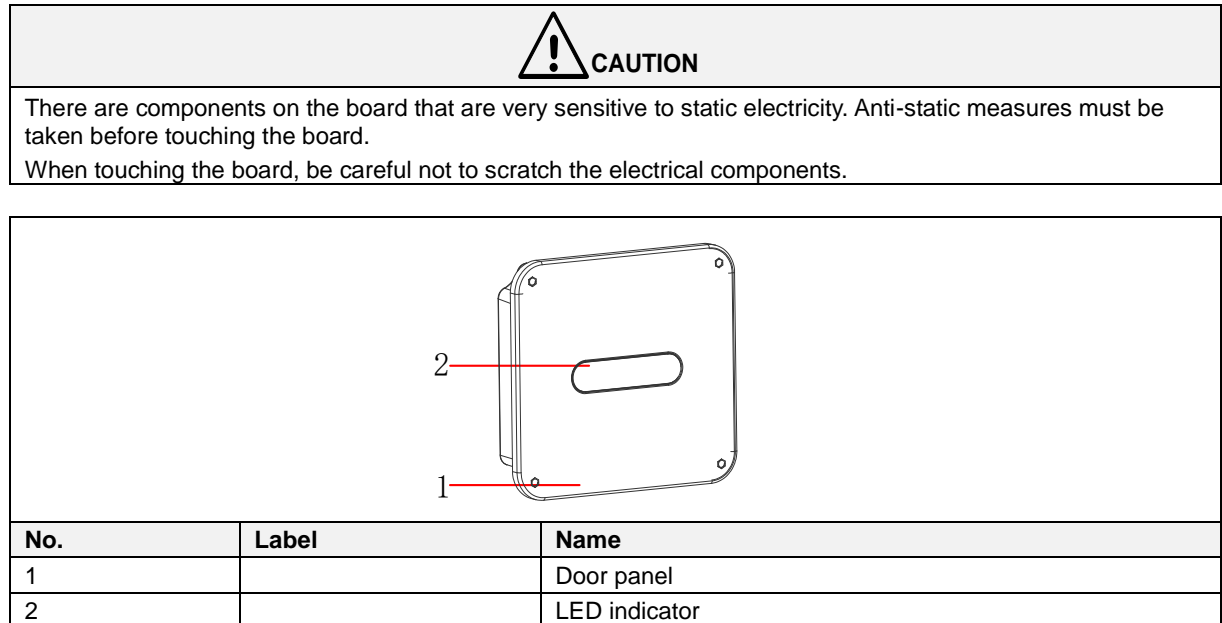 CAUTION
There are components on the board that are very sensitive to static electricity. Anti-static measures must be
taken before touching the board.
When touching the board, be careful not to scratch the electrical components.
2
1
No. Label Name
1 Door panel
2 LED indicator